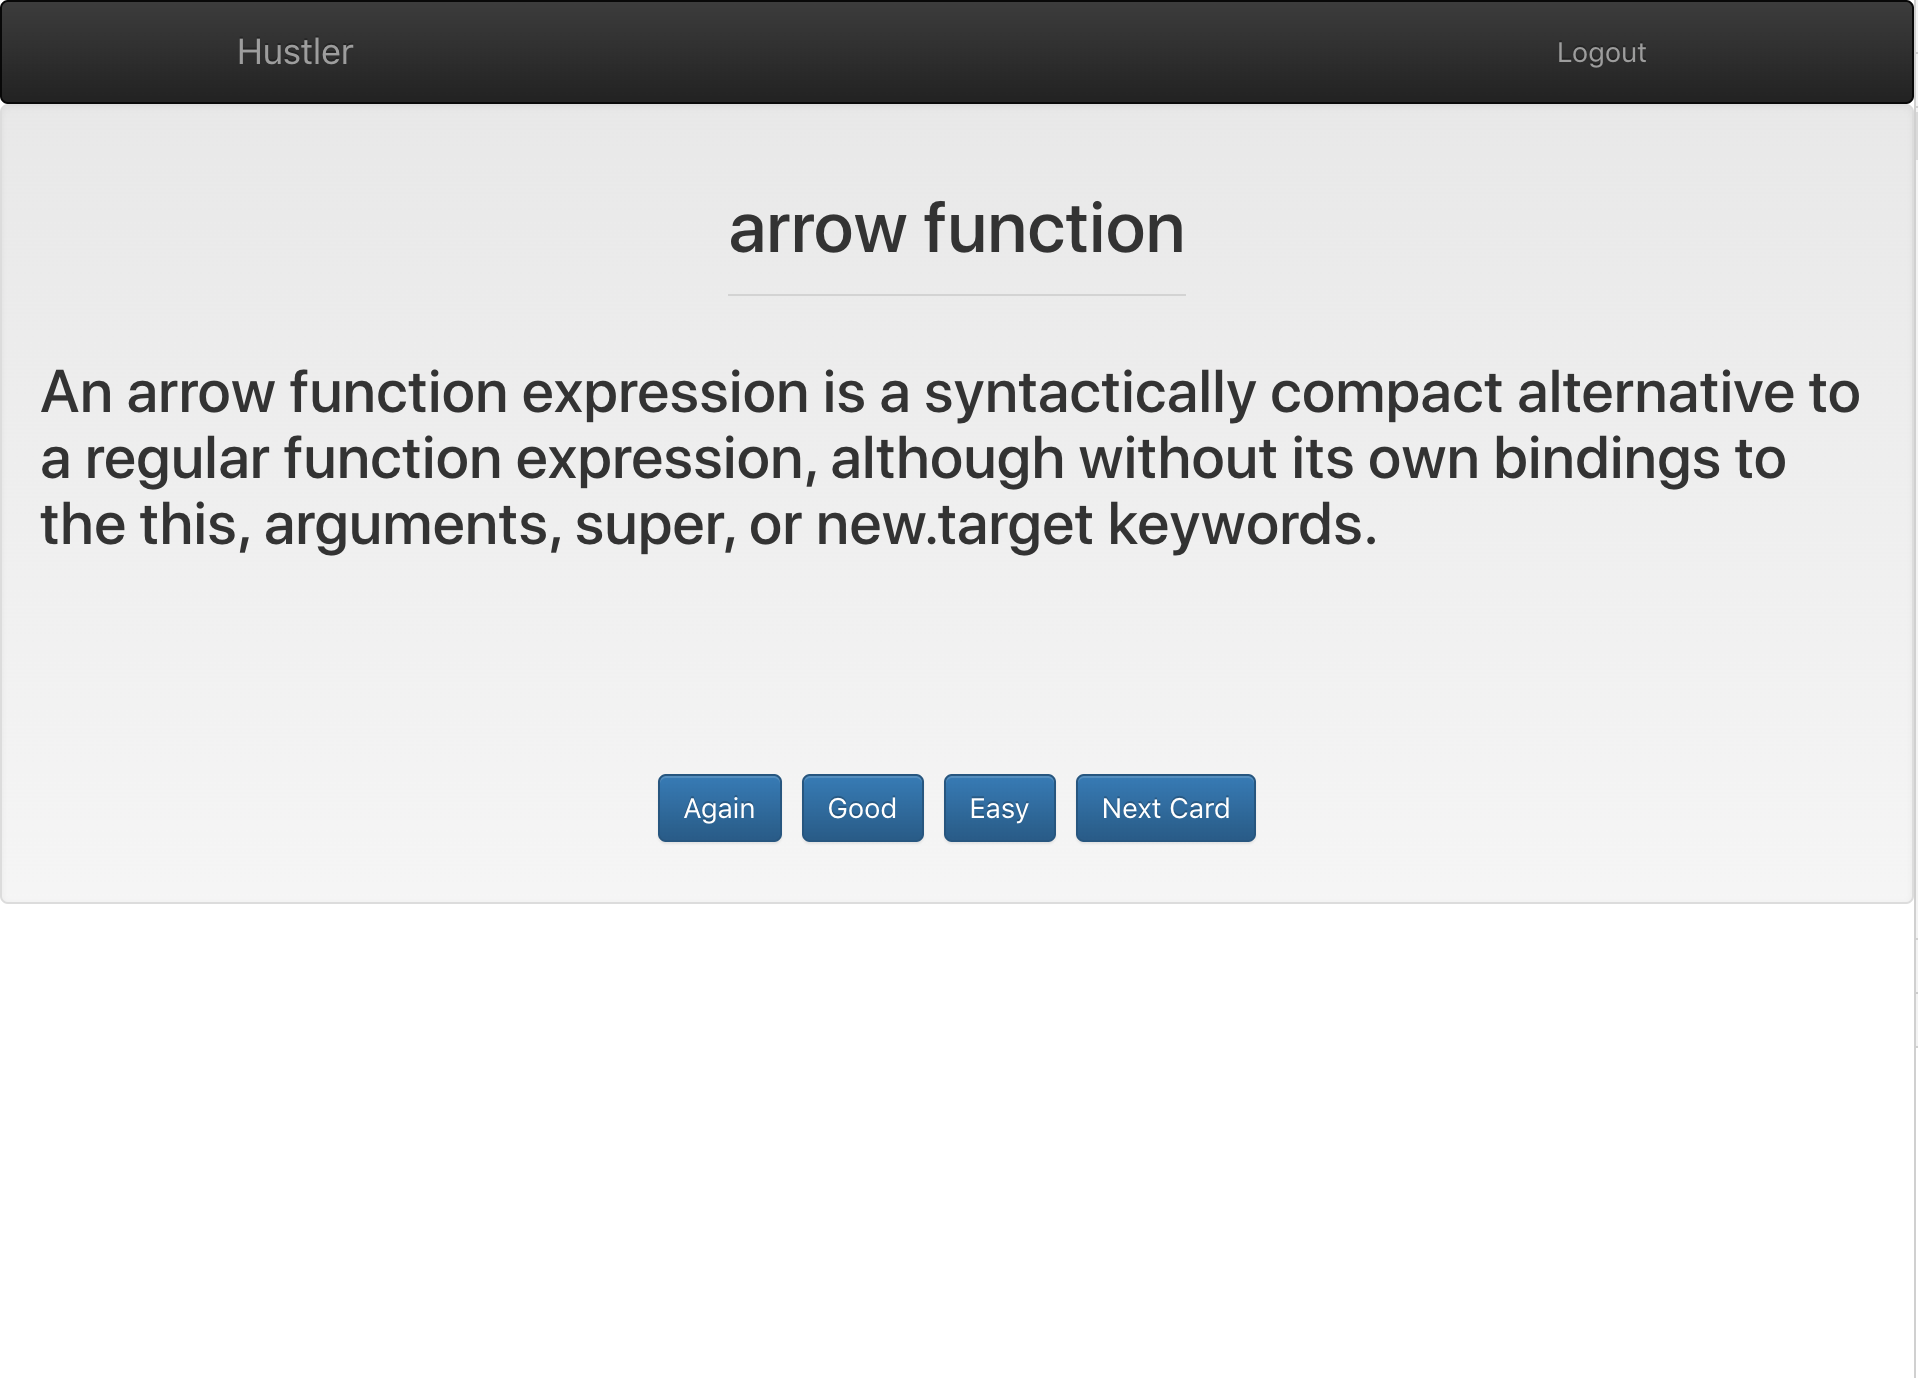 Hustler
Logout
arrow function
An arrow function expression is a syntactically compact alternative to
a regular function expression, although without its own bindings to
the this, arguments, super, or new.target keywords.
Again
Good
Easy
Next Card